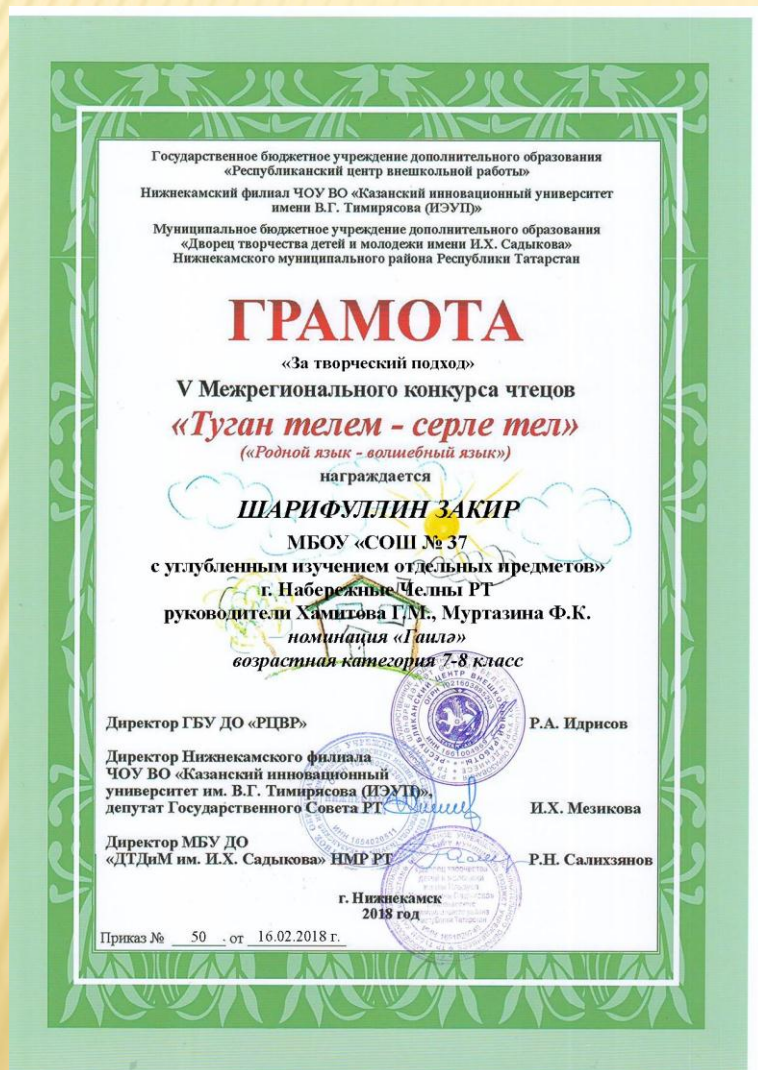 Государственное бюджетное учреждение дополнительного образования
«Республиканский центр внешкольной работы»
Нижнекамский филиал ЧОУ ВО «Казанский инновационный университет
имени В.Г. Тимирясова (ИЭУП)»
Муниципальное бюджетное учреждение дополнительного образования
«Дворец творчества детей и молодежи имени И.Х. Садыкова»
Нижнекамского муниципального района Республики Татарстан
ГРАМОТА
«За творческий подход»
V Межрегионального конкурса чтецов
«Туган телем - серле тел»
(«Родной язык - волшебный язык»)
награждается
ШАРИФУЛЛИН ЗАКИР
МБОУ «СОШ № 37
с углубленным изучением отдельных предметов»
г. Набережные Челны РТ
руководители Хамитова Г.М., Муртазина Ф.К.
номинация «Гаилә»
возрастная категория 7-8 класс
Директор ГБУ ДО «РЦВР» Р.А. Идрисов
Директор Нижнекамского филиала
ЧОУ ВО «Казанский инновационный
университет им. В.Г. Тимирясова (ИЭУП)»,
депутат Государственного Совета РТ И.Х. Мезикова
Директор МБУ ДО
«ДТДиМ им. И.Х. Садыкова» НМР РТ Р.Н. Салихзянов
г. Нижнекамск
2018 год
Приказ № 50 от 16.02.2018 г.